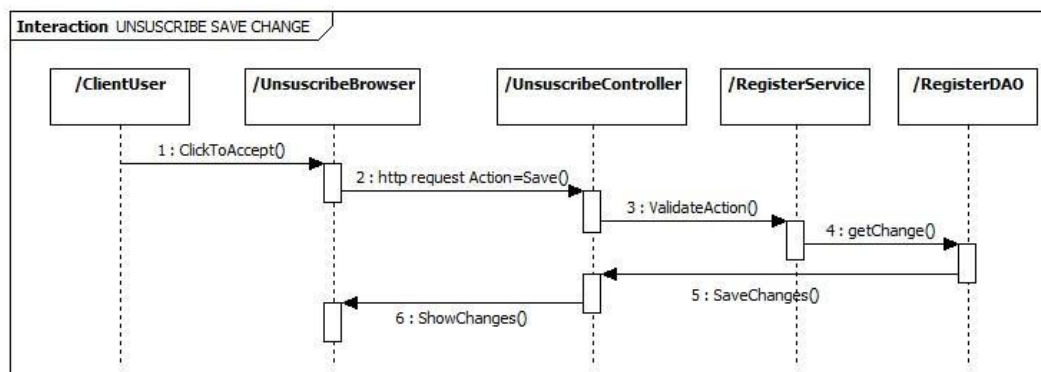 Interaction UNSUSCRIBE SAVE CHANGE
/ClientUser
/UnsuscribeBrowser
/UnsuscribeController
/RegisterService
/RegisterDAO
1 : ClickToAccept()
2 : http request Action=Save()
3 : ValidateAction()
4 : getChange()
5 : SaveChanges()
6 : ShowChanges()